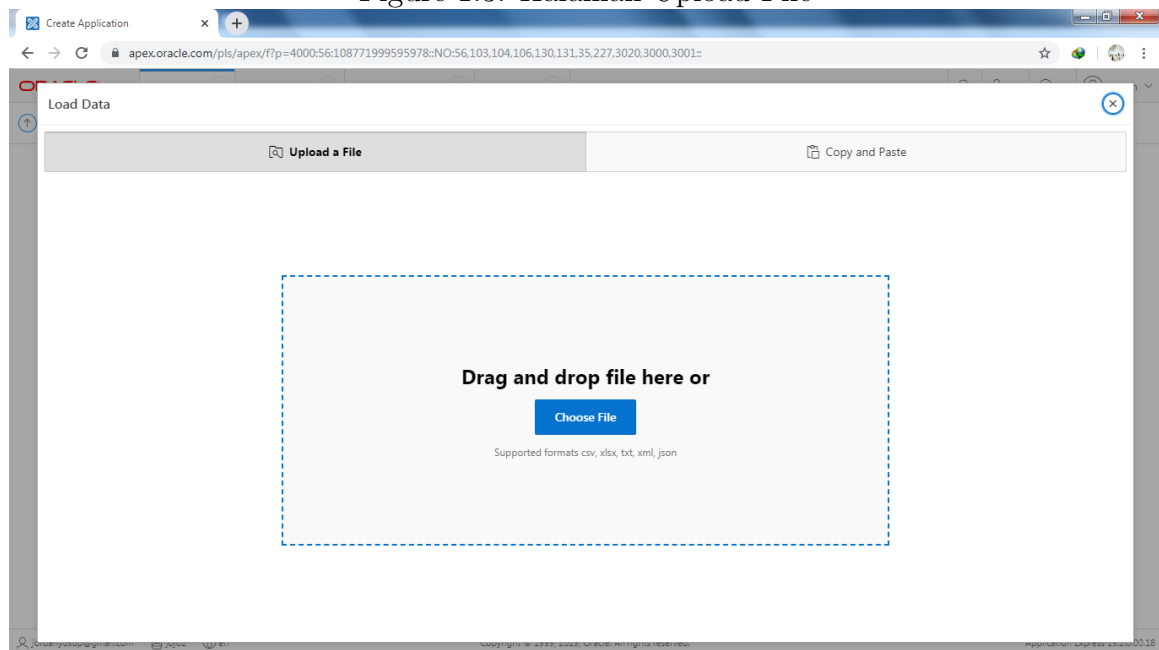 Create Application
apex.oracle.com/pls/apex/f?p=4000:56:108771999595978::NO:56,103,104,106,130,131,35,227,3020,3000,3001::
Load Data
Upload a File
Copy and Paste
Drag and drop file here or
Choose File
Supported formats csv, xlsx, txt, xml, json